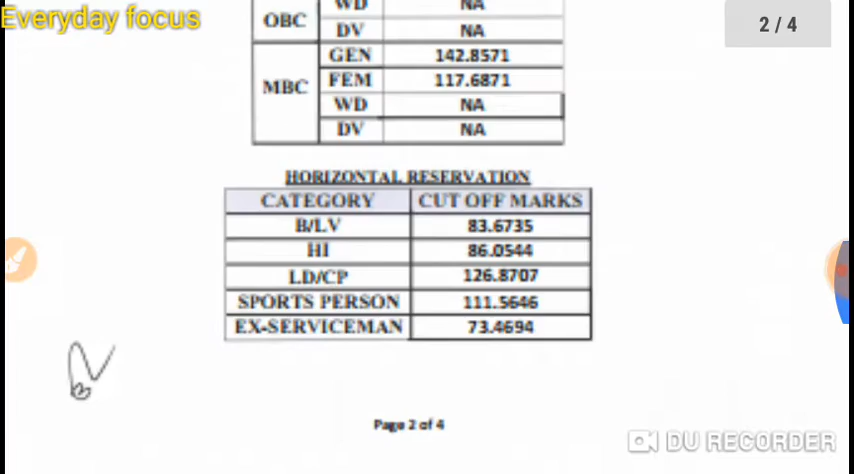 Everyday focus
2 / 4
WD NA
OBC
DV NA
GEN 142.8571
MBC
FEM 117.6871
WD NA
DV NA
HORIZONTAL RESERVATION
CATEGORY CUT OFF MARKS
B/LV 83.6735
HI 86.0544
LD/CP 126.8707
SPORTS PERSON 111.5646
EX-SERVICEMAN 73.4694
Page 2 of 4
DU RECORDER